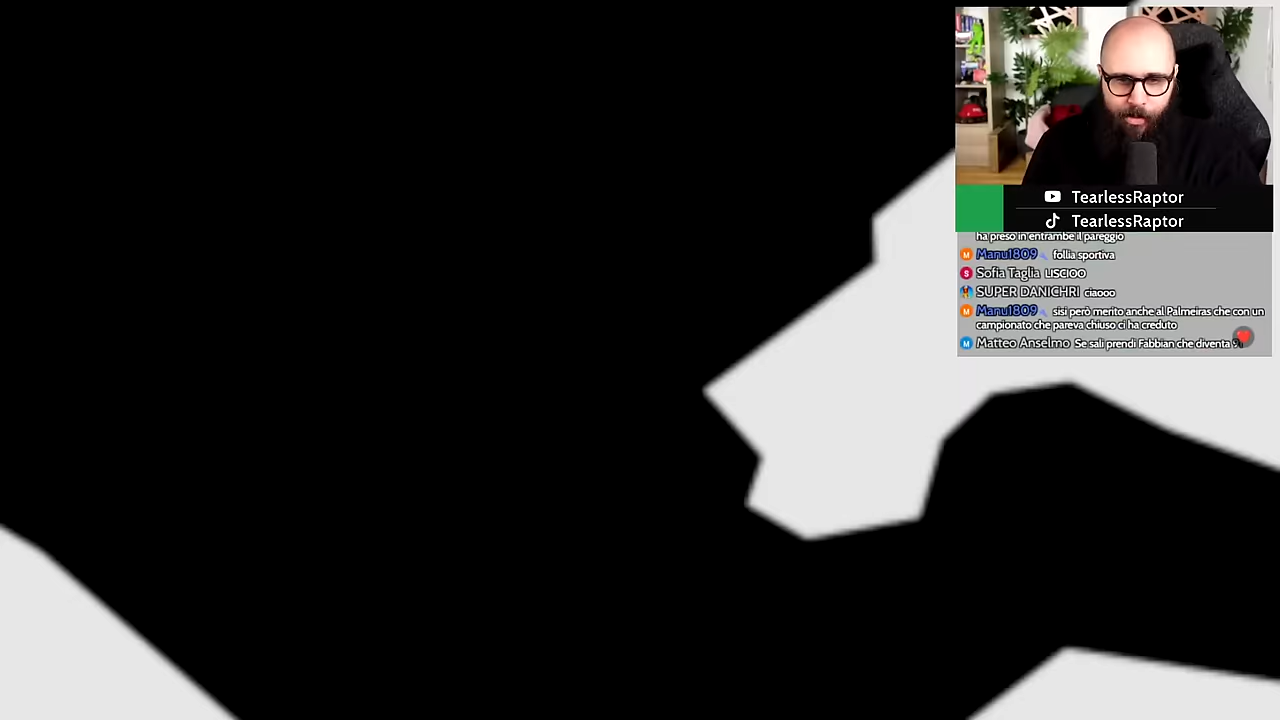 TearlessRaptor
TearlessRaptor
ha preso in entrambe il pareggio
Manu1809 follia sportiva
Sofia Taglia LISCIOO
SUPER DANICHRI ciaooo
Manu1809 sisi però merito anche al Palmeiras che con un
campionato che pareva chiuso ci ha creduto
Matteo Anselmo Se sali prendi Fabbian che diventa